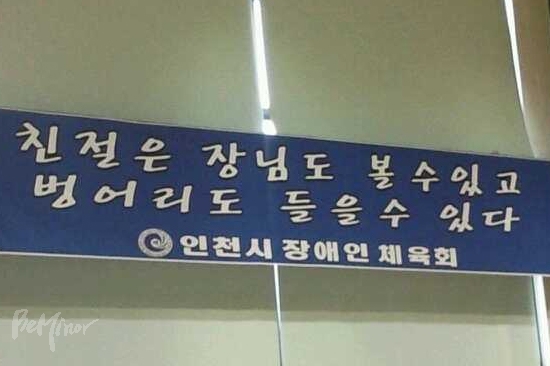 친절은 장님도 볼수있고
벙어리도 들을수 있다
인천시 장애인 체육회
BeMinor